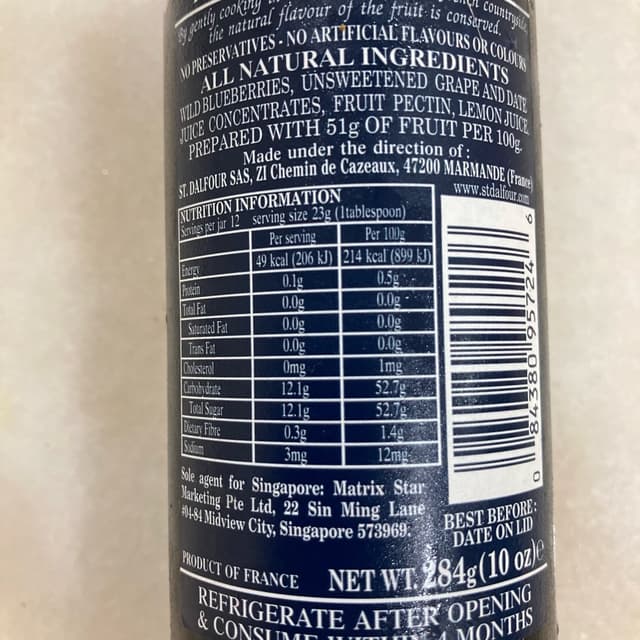 By gently cooking in countryside
the natural flavour of the fruit is conserved.
NO PRESERVATIVES - NO ARTIFICIAL FLAVOURS OR COLOURS
ALL NATURAL INGREDIENTS
WILD BLUEBERRIES, UNSWEETENED GRAPE AND DATE
JUICE CONCENTRATES, FRUIT PECTIN, LEMON JUICE.
PREPARED WITH 51g OF FRUIT PER 100g.
Made under the direction of :
ST. DALFOUR SAS, ZI Chemin de Cazeaux, 47200 MARMANDE (France)
www.stdalfour.com
NUTRITION INFORMATION
Servings per jar 12 serving size 23g (1tablespoon)
Per serving Per 100g
Energy 49 kcal (206 kJ) 214 kcal (899 kJ)
Protein 0.1g 0.5g
Total Fat 0.0g 0.0g
Saturated Fat 0.0g 0.0g
Trans Fat 0.0g 0.0g
Cholesterol 0mg 1mg
Carbohydrate 12.1g 52.7g
Total Sugar 12.1g 52.7g
Dietary Fibre 0.3g 1.4g
Sodium 3mg 12mg
0 84380 95724 6
Sole agent for Singapore: Matrix Star
Marketing Pte Ltd, 22 Sin Ming Lane
#04-84 Midview City, Singapore 573969.
BEST BEFORE:
DATE ON LID
PRODUCT OF FRANCE NET WT. 284g (10 oz) e
REFRIGERATE AFTER OPENING
& CONSUME WITHIN MONTHS